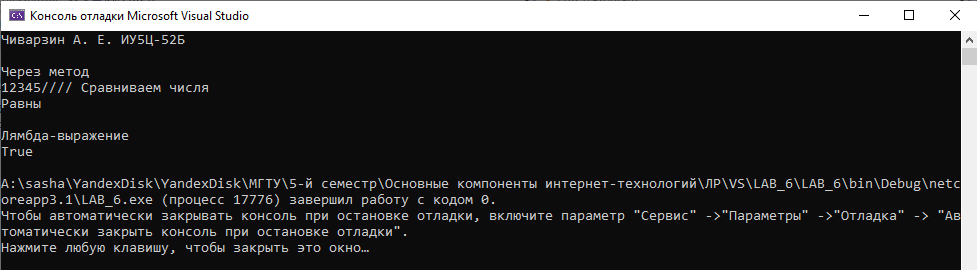 Консоль отладки Microsoft Visual Studio
Чиварзин А. Е. ИУ5Ц-52Б
Через метод
12345//// Сравниваем числя
Равны
Лямбда-выражение
True
A:\sasha\YandexDisk\YandexDisk\МГТУ\5-й семестр\Основные компоненты интернет-технологий\ЛР\VS\LAB_6\LAB_6\bin\Debug\netc
oreapp3.1\LAB_6.exe (процесс 17776) завершил работу с кодом 0.
Чтобы автоматически закрывать консоль при остановке отладки, включите параметр "Сервис" ->"Параметры" ->"Отладка" -> "Ав
томатически закрыть консоль при остановке отладки".
Нажмите любую клавишу, чтобы закрыть это окно…